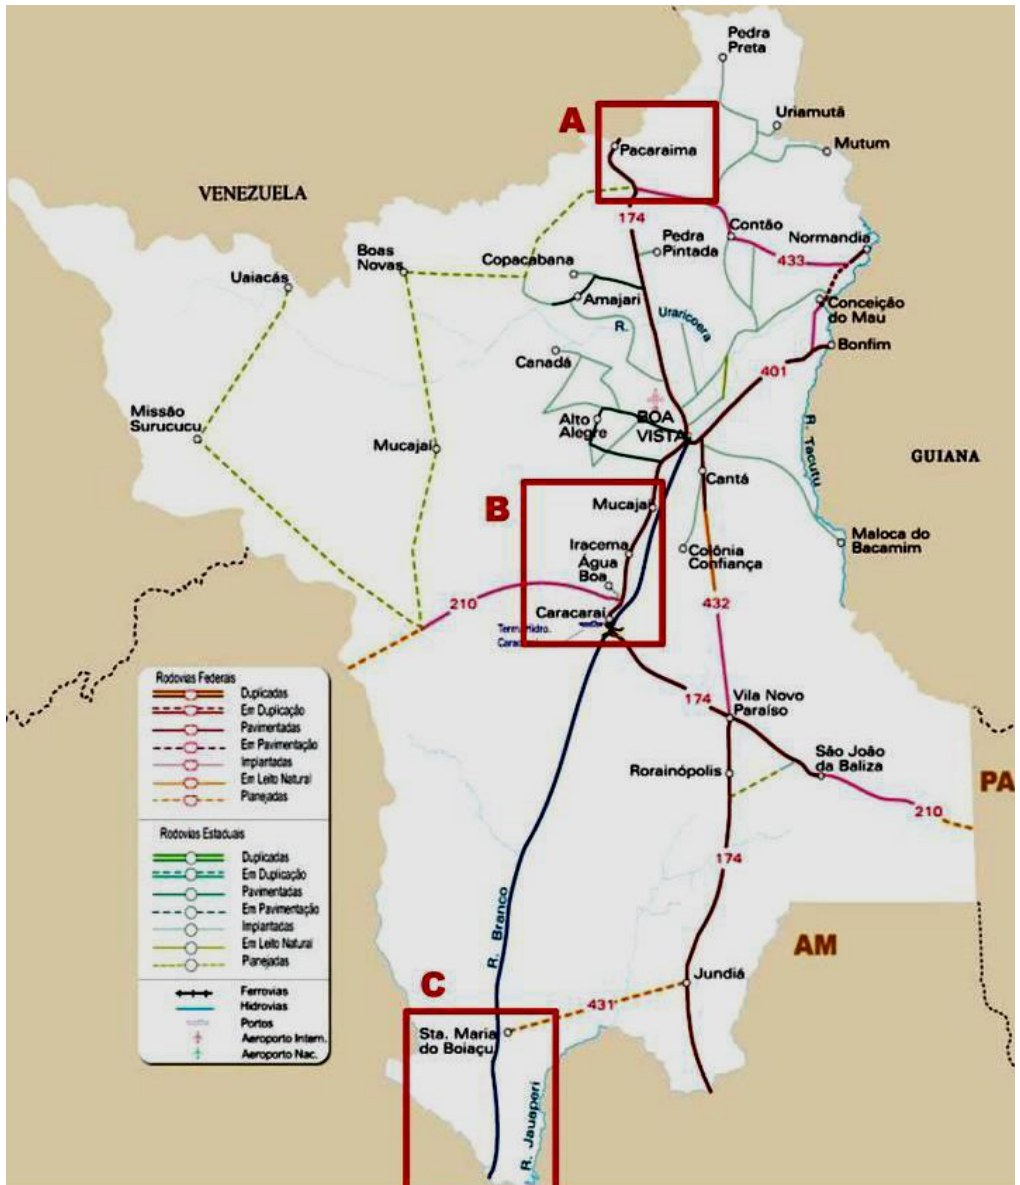 Pedra
Preta
A
Uriamutã
Pacaraima
Mutum
VENEZUELA
174
Contão
Normandia
Pedra
Pintada
Boas
Novas
Copacabana
433
Uaiacás
Amajari
Conceição
do Mau
R.
Uraricoera
Bonfim
Canadá
401
Missão
Surucucu
Alto
Alegre
BOA
VISTA
Mucajaí
R. Tacutu
GUIANA
Cantá
B
Mucajaí
Maloca do
Bacamim
Iracema
Água
Boa
Colônia
Confiança
210
432
Caracaraí
Term. Hidro.
174
Vila Novo
Paraíso
São João
da Baliza
Rorainópolis
PA
210
174
R. Branco
AM
Jundiá
C
431
Sta. Maria
do Boiaçu
R. Jauaperi
Rodovias Federais
Duplicadas
Em Duplicação
Pavimentadas
Em Pavimentação
Implantadas
Em Leito Natural
Planejadas
Rodovias Estaduais
Duplicadas
Em Duplicação
Pavimentadas
Em Pavimentação
Implantadas
Em Leito Natural
Planejadas
Ferrovias
Hidrovias
Portos
Aeroporto Intern.
Aeroporto Nac.